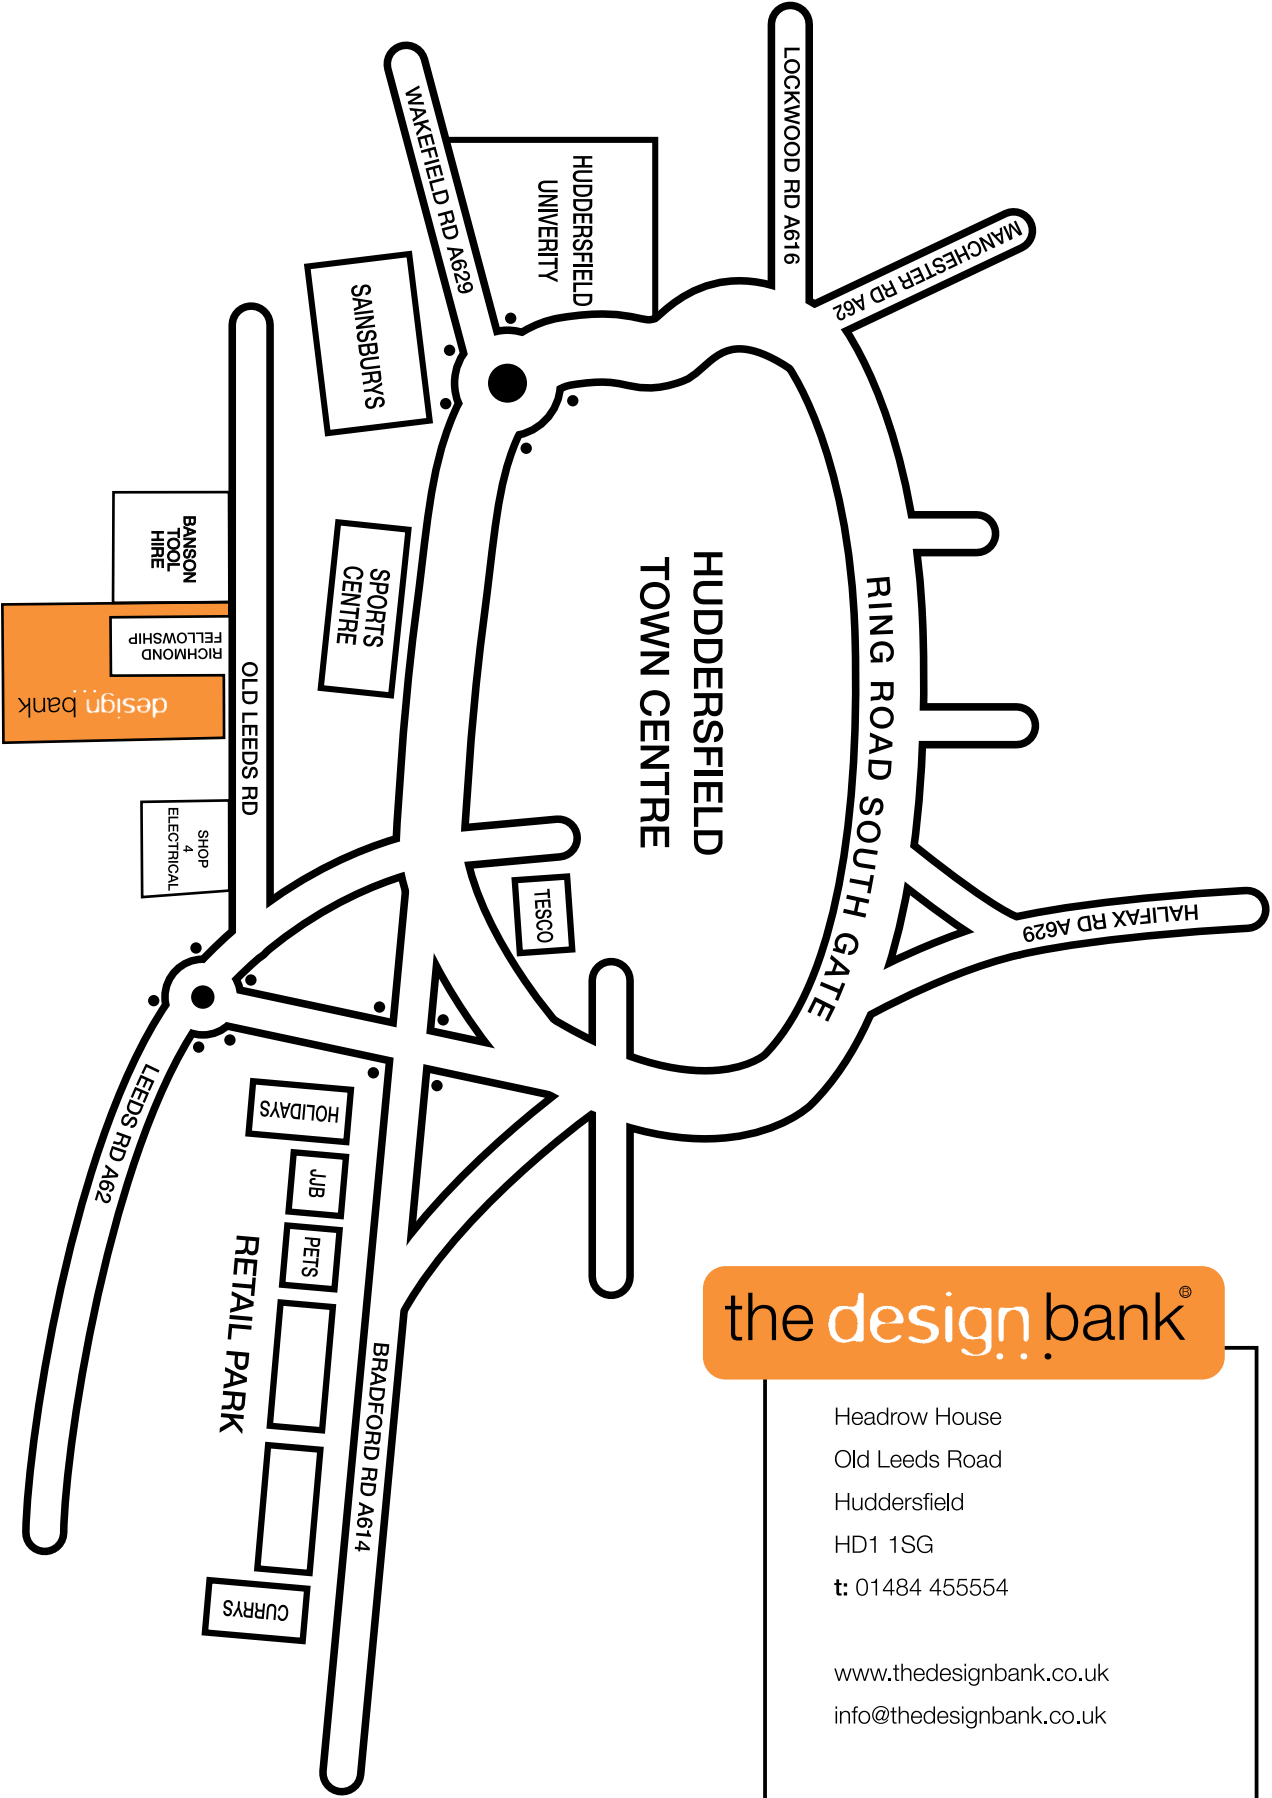 LOCKWOOD RD A616
WAKEFIELD RD A629
HUDDERSFIELD
UNIVERITY
MANCHESTER RD A62
SAINSBURYS
BANSON
TOOL
HIRE
SPORTS
CENTRE
HUDDERSFIELD
TOWN CENTRE
RING ROAD SOUTH GATE
RICHMOND
FELLOWSHIP
design bank
OLD LEEDS RD
SHOP
4
ELECTRICAL
TESCO
HALIFAX RD A629
LEEDS RD A62
HOLIDAYS
JJB
PETS
RETAIL PARK
BRADFORD RD A614
CURRYS
the design bank®
Headrow House
Old Leeds Road
Huddersfield
HD1 1SG
t: 01484 455554
www.thedesignbank.co.uk
info@thedesignbank.co.uk